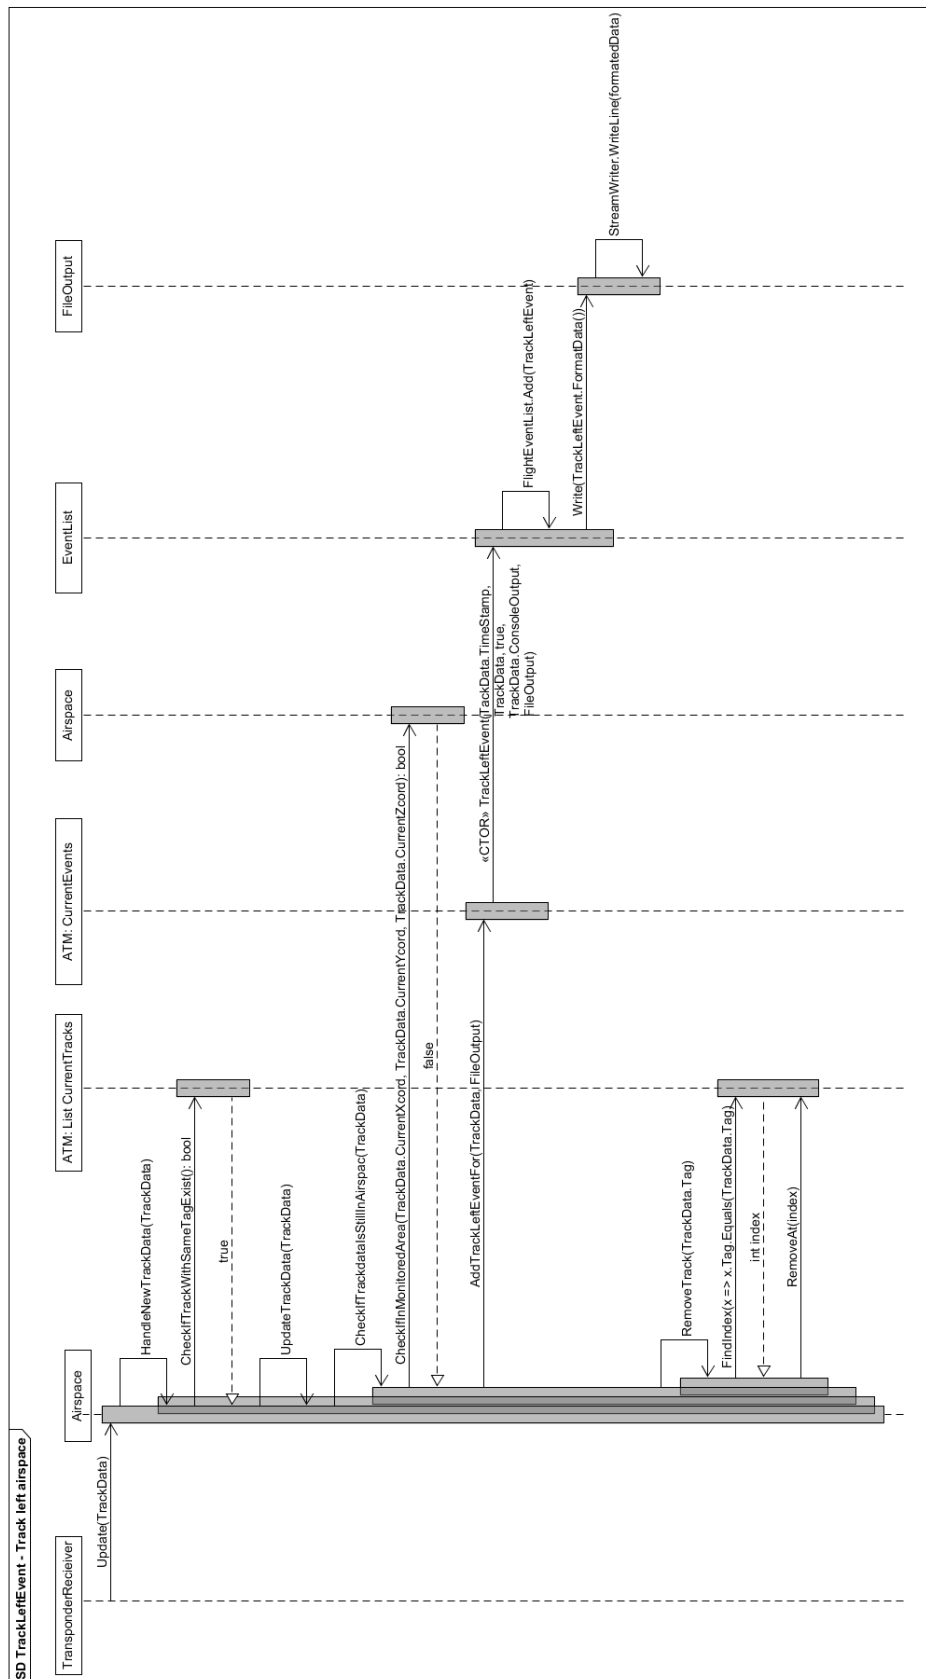 SD TrackLeftEvent - Track left airspace
TransponderRecieiver
Airspace
ATM: List CurrentTracks
ATM: CurrentEvents
Airspace
EventList
FileOutput
Update(TrackData)
HandleNewTrackData(TrackData)
CheckIfTrackWithSameTagExist(): bool
true
UpdateTrackData(TrackData)
CheckIfTrackdataIsStillInAirspac(TrackData)
CheckIfInMonitoredArea(TrackData.CurrentXcord, TrackData.CurrentYcord, TrackData.CurrentZcord): bool
false
AddTrackLeftEventFor(TrackData, FileOutput)
«CTOR» TrackLeftEvent(TackData.TimeStamp,
TrackData, true,
TrackData.ConsoleOutput,
FileOutput)
FlightEventList.Add(TrackLeftEvent)
Write(TrackLeftEvent.FormatData())
StreamWriter.WriteLine(formatedData)
RemoveTrack(TrackData.Tag)
FindIndex(x => x.Tag.Equals(TrackData.Tag)
int index
RemoveAt(index)